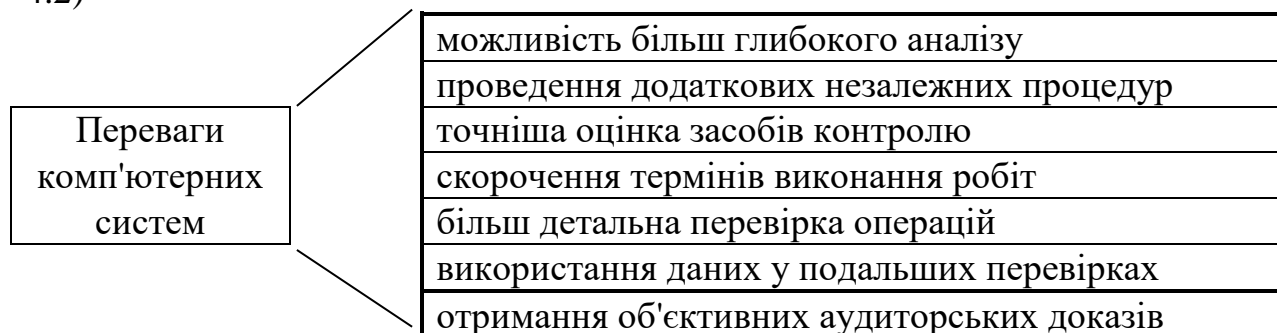 4.2)
Переваги
комп'ютерних
систем
можливість більш глибокого аналізу
проведення додаткових незалежних процедур
точніша оцінка засобів контролю
скорочення термінів виконання робіт
більш детальна перевірка операцій
використання даних у подальших перевірках
отримання об'єктивних аудиторських доказів